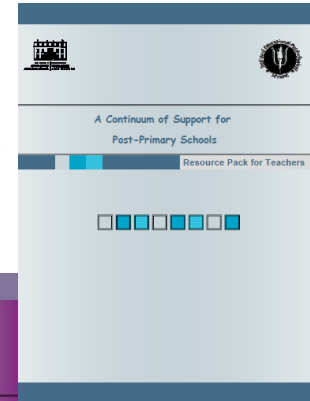 A Continuum of Support for
Post-Primary Schools
Resource Pack for Teachers